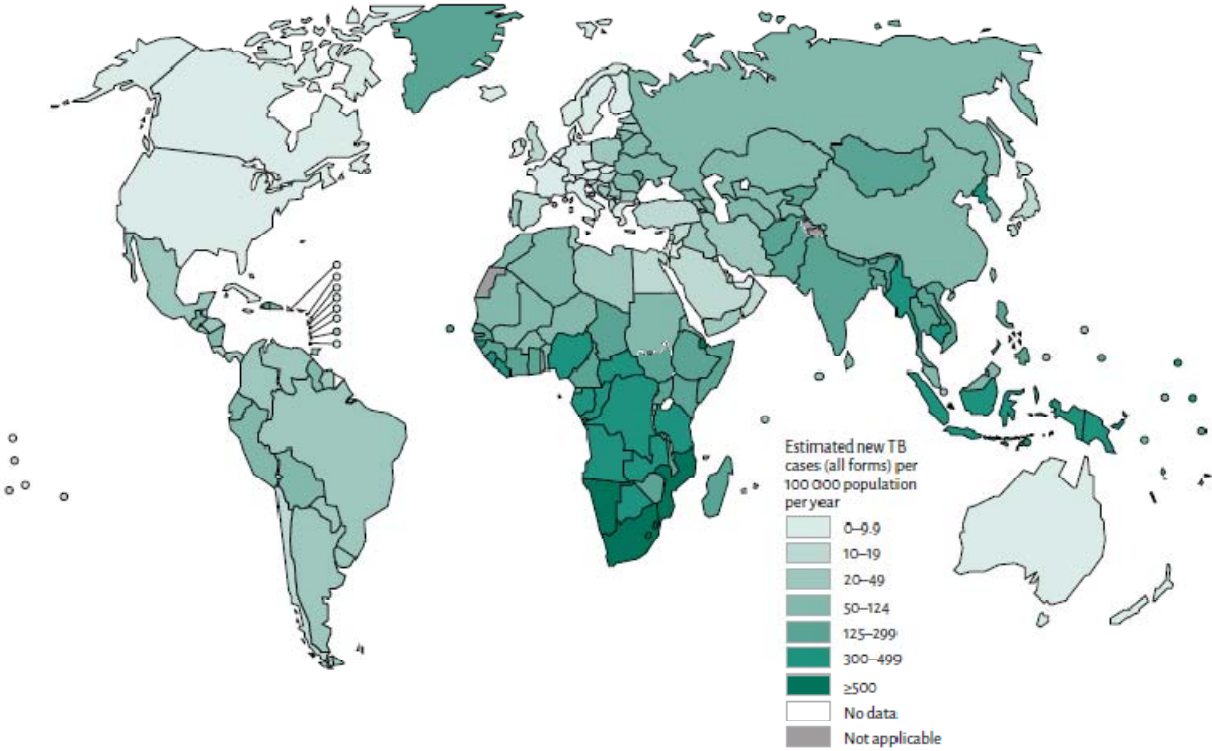 Estimated new TB
cases (all forms) per
100 000 population
per year
0–9.9
10–19
20–49
50–124
125–299
300–499
≥500
No data
Not applicable